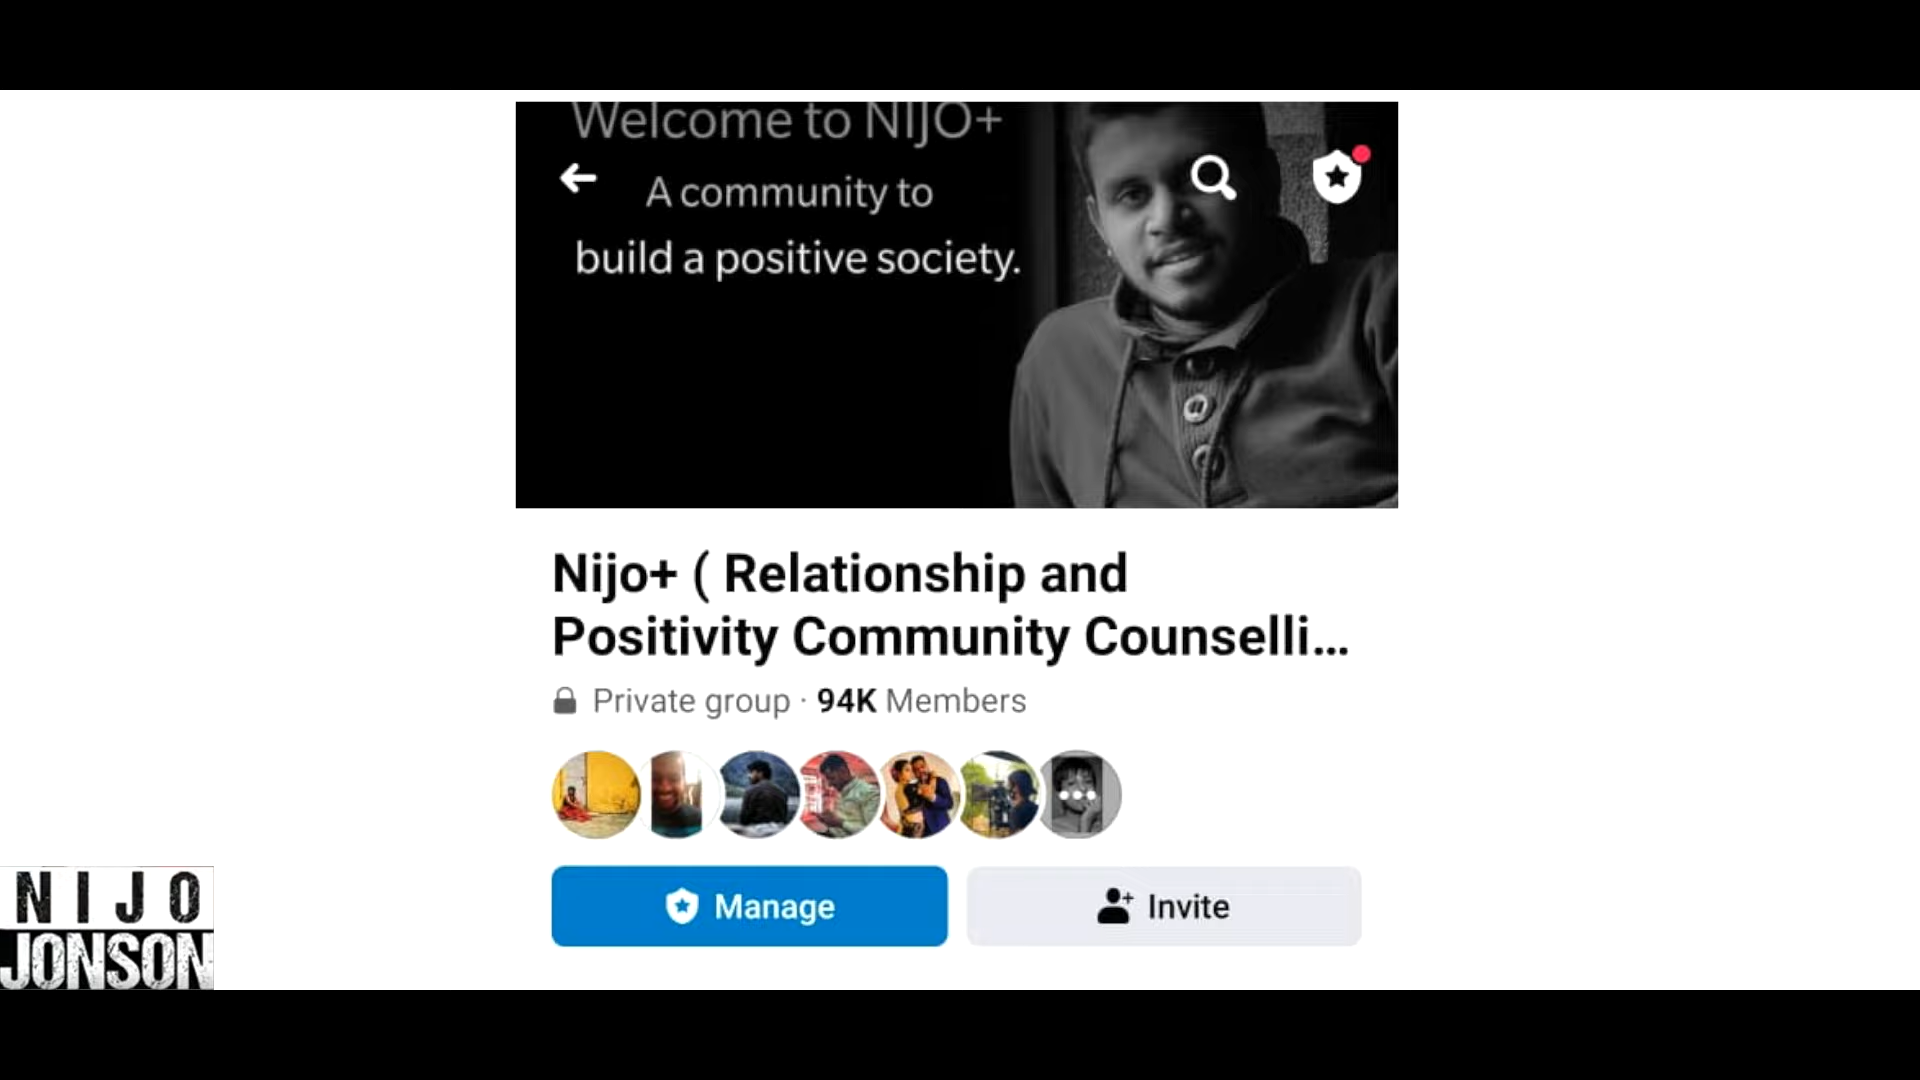 Welcome to NIJO+
A community to
build a positive society.
Nijo+ ( Relationship and
Positivity Community Counselli...
Private group · 94K Members
Manage
Invite
NIJO
JONSON